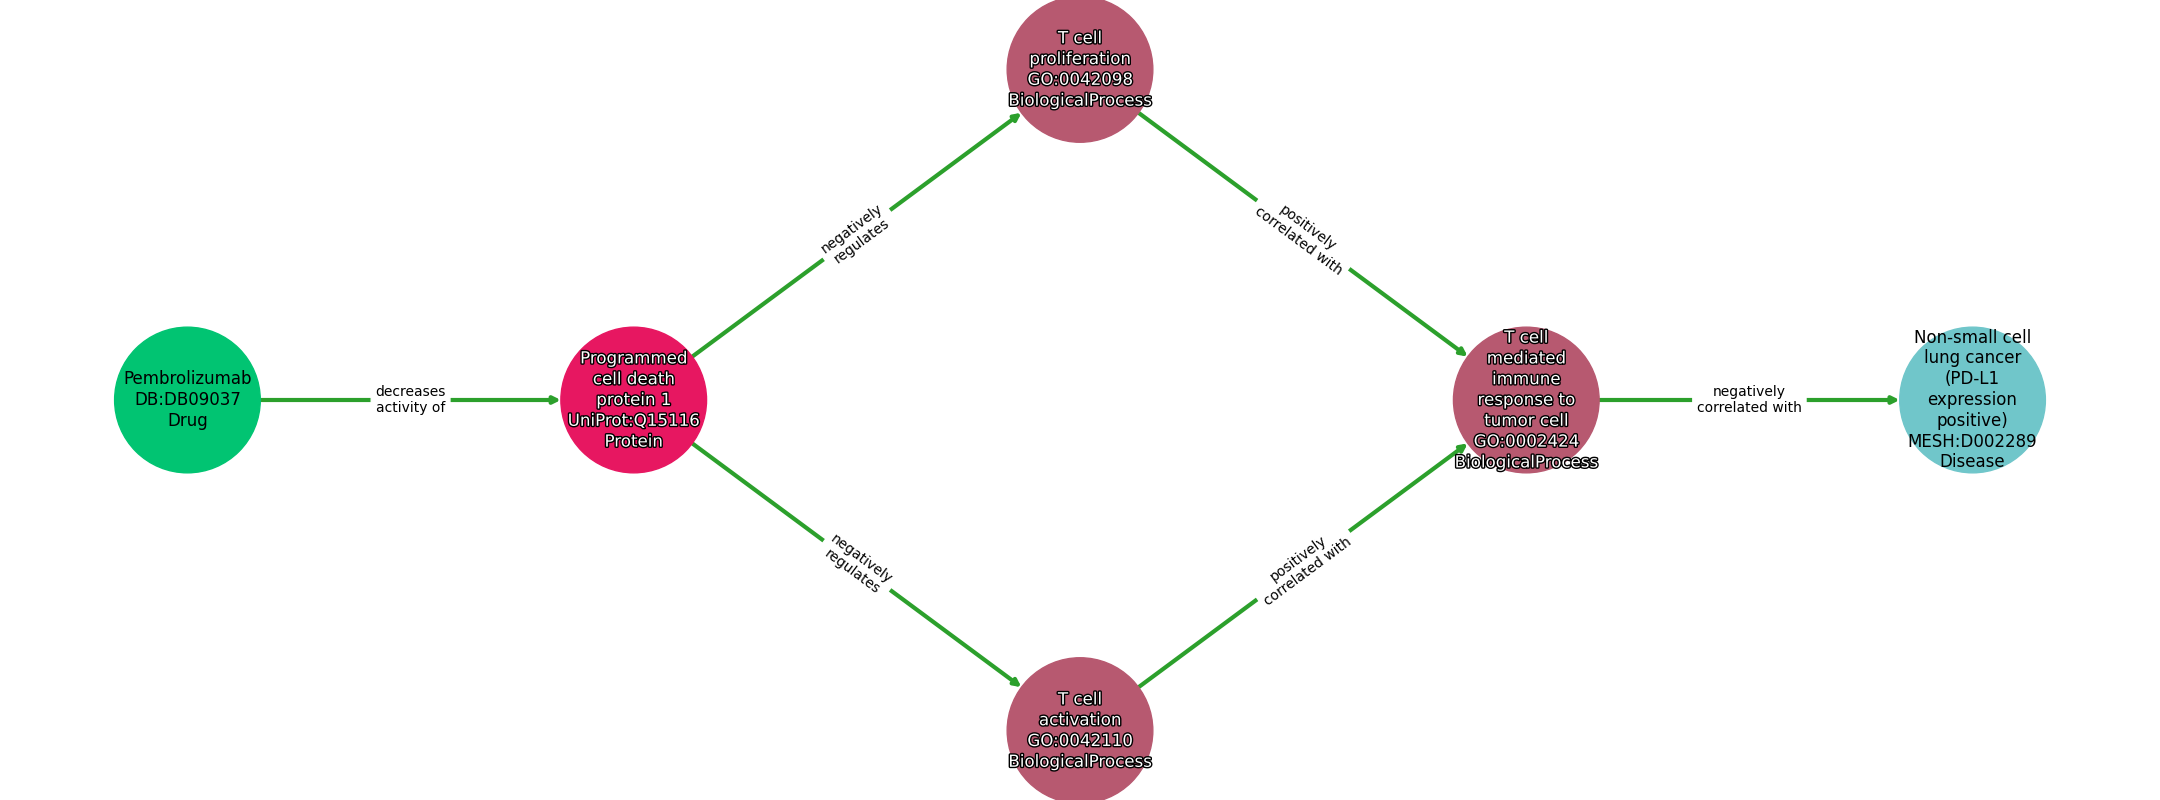 T cell
proliferation
GO:0042098
BiologicalProcess
negatively
regulates
positively
correlated with
Pembrolizumab
DB:DB09037
Drug
decreases
activity of
Programmed
cell death
protein 1
UniProt:Q15116
Protein
T cell
mediated
immune
response to
tumor cell
GO:0002424
BiologicalProcess
negatively
correlated with
Non-small cell
lung cancer
(PD-L1
expression
positive)
MESH:D002289
Disease
negatively
regulates
positively
correlated with
T cell
activation
GO:0042110
BiologicalProcess